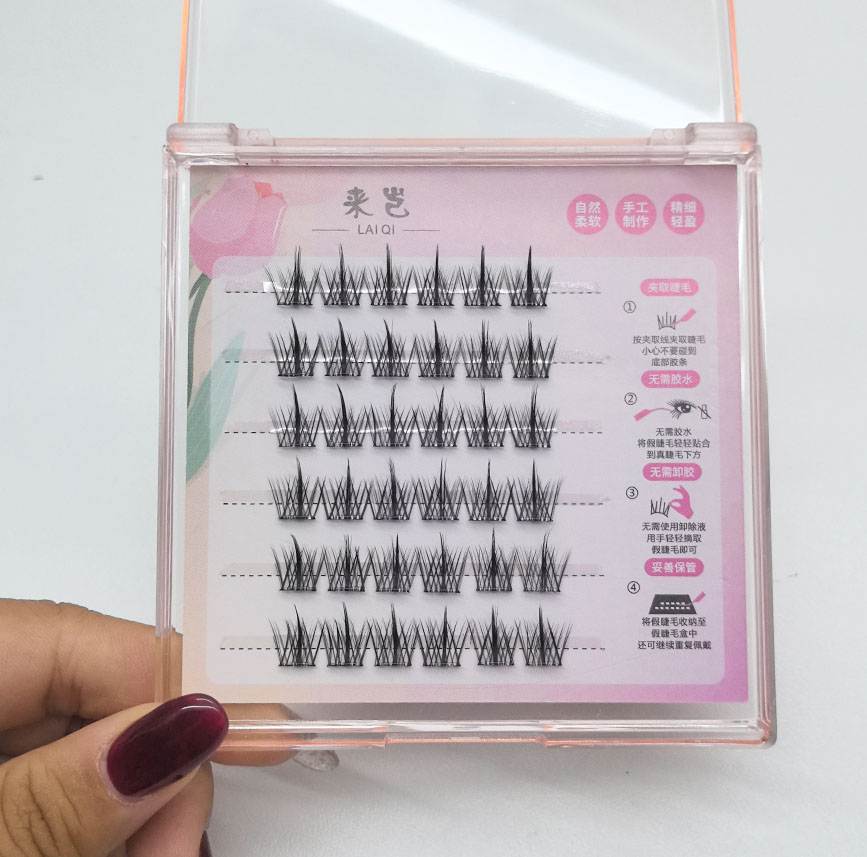 来岂
LAI QI
自然
柔软
手工
制作
精细
轻盈
夹取睫毛
①
按夹取线夹取睫毛
小心不要碰到
底部胶条
无需胶水
②
无需胶水
将假睫毛轻轻贴合
到真睫毛下方
无需卸胶
③
无需使用卸除液
用手轻轻摘取
假睫毛即可
妥善保管
④
将假睫毛收纳至
假睫毛盒中
还可继续重复佩戴